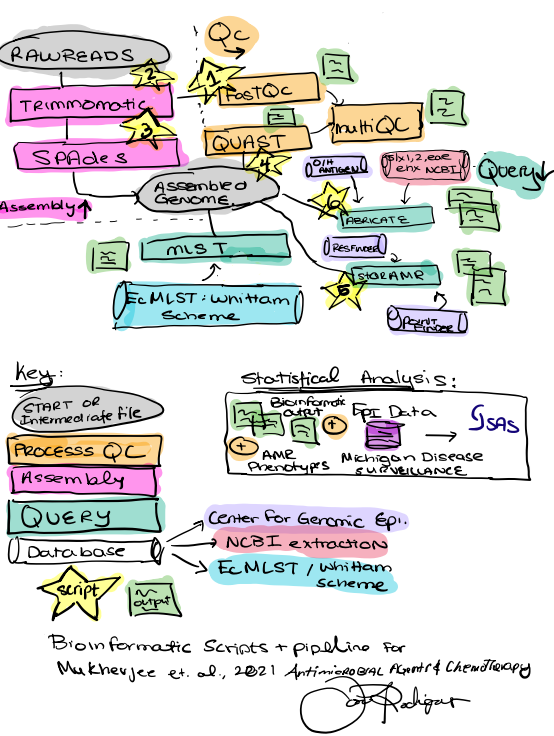 QC
RAWREADS
2
1
FastQC
TRIMMOMATIC
3
multiQC
QUAST
SPAdes
4
O/H
ANTIGEN
Stx1,2,eae
ehx NCBI
Query
Assembled
Genome
Assembly
6
ABRICATE
MLST
RESFINDER
StarAMR
5
EcMLST: Whittam
Scheme
POINT
FINDER
Key:
START OR
Intermediate file
PROCESS QC
Assembly
QUERY
Database
Center For Genomic Epi.
NCBI extraction
EcMLST / Whittam
scheme
script
output
Statistical Analysis:
Bioinformatic
output
+
Epi Data
SAS
+
AMR
Phenotypes
Michigan Disease
SURVEILLANCE
Bioinformatic Scripts + pipeline for
Mukherjee et. al., 2021 Antimicrobial Agents & Chemotherapy